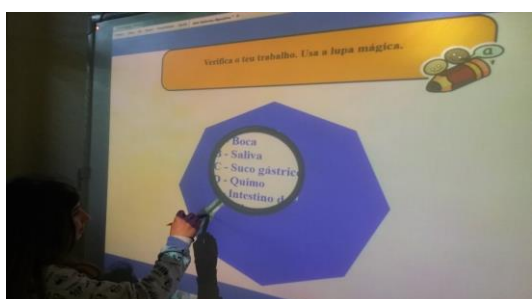 Verifica o teu trabalho. Usa a lupa mágica.
a
Boca
- Saliva
C - Suco gástric
- Quimo
Intestino d